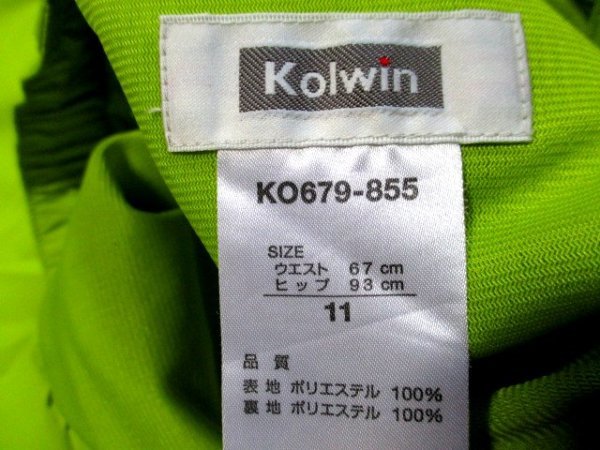 Kolwin
KO679-855
SIZE
ウエスト 67 cm
ヒップ 93 cm
11
品質
表地 ポリエステル 100%
裏地 ポリエステル 100%